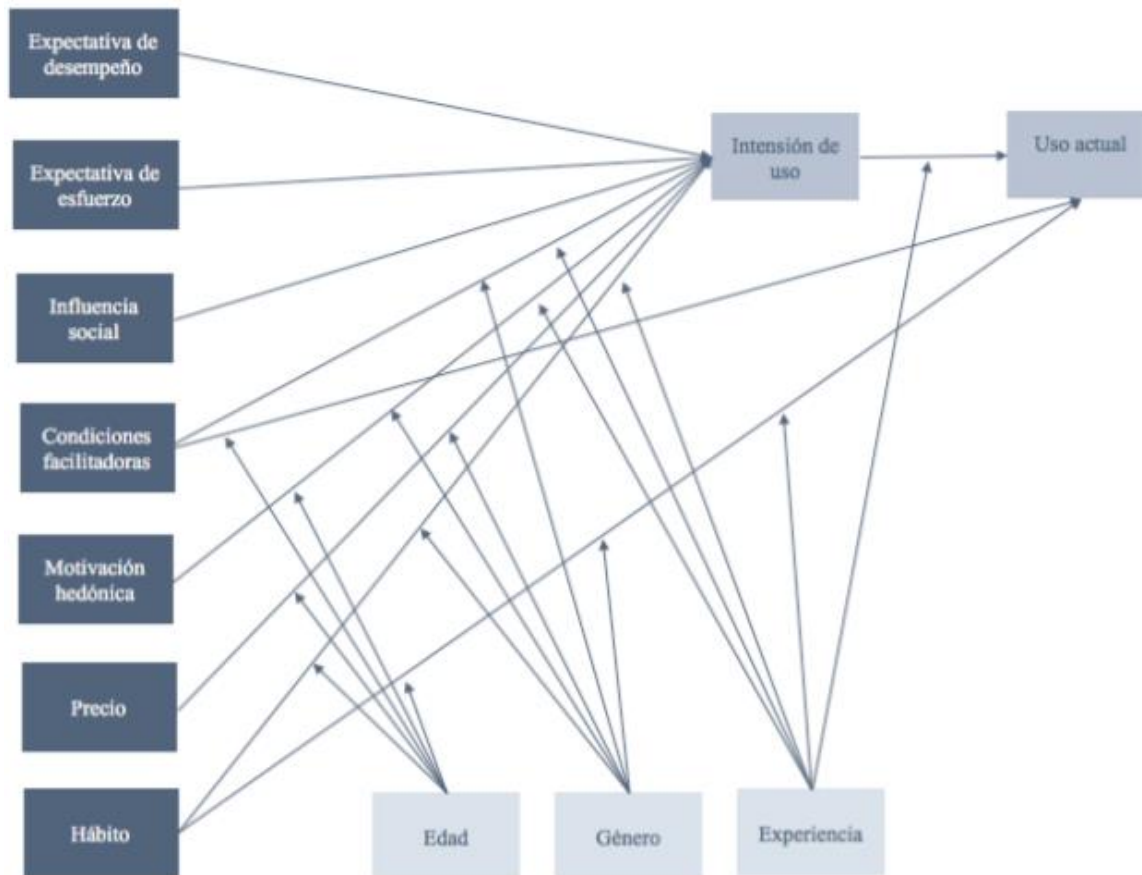 Expectativa de
desempeño
Expectativa de
esfuerzo
Influencia
social
Condiciones
facilitadoras
Motivación
hedónica
Precio
Hábito
Intensión de
uso
Uso actual
Edad
Género
Experiencia